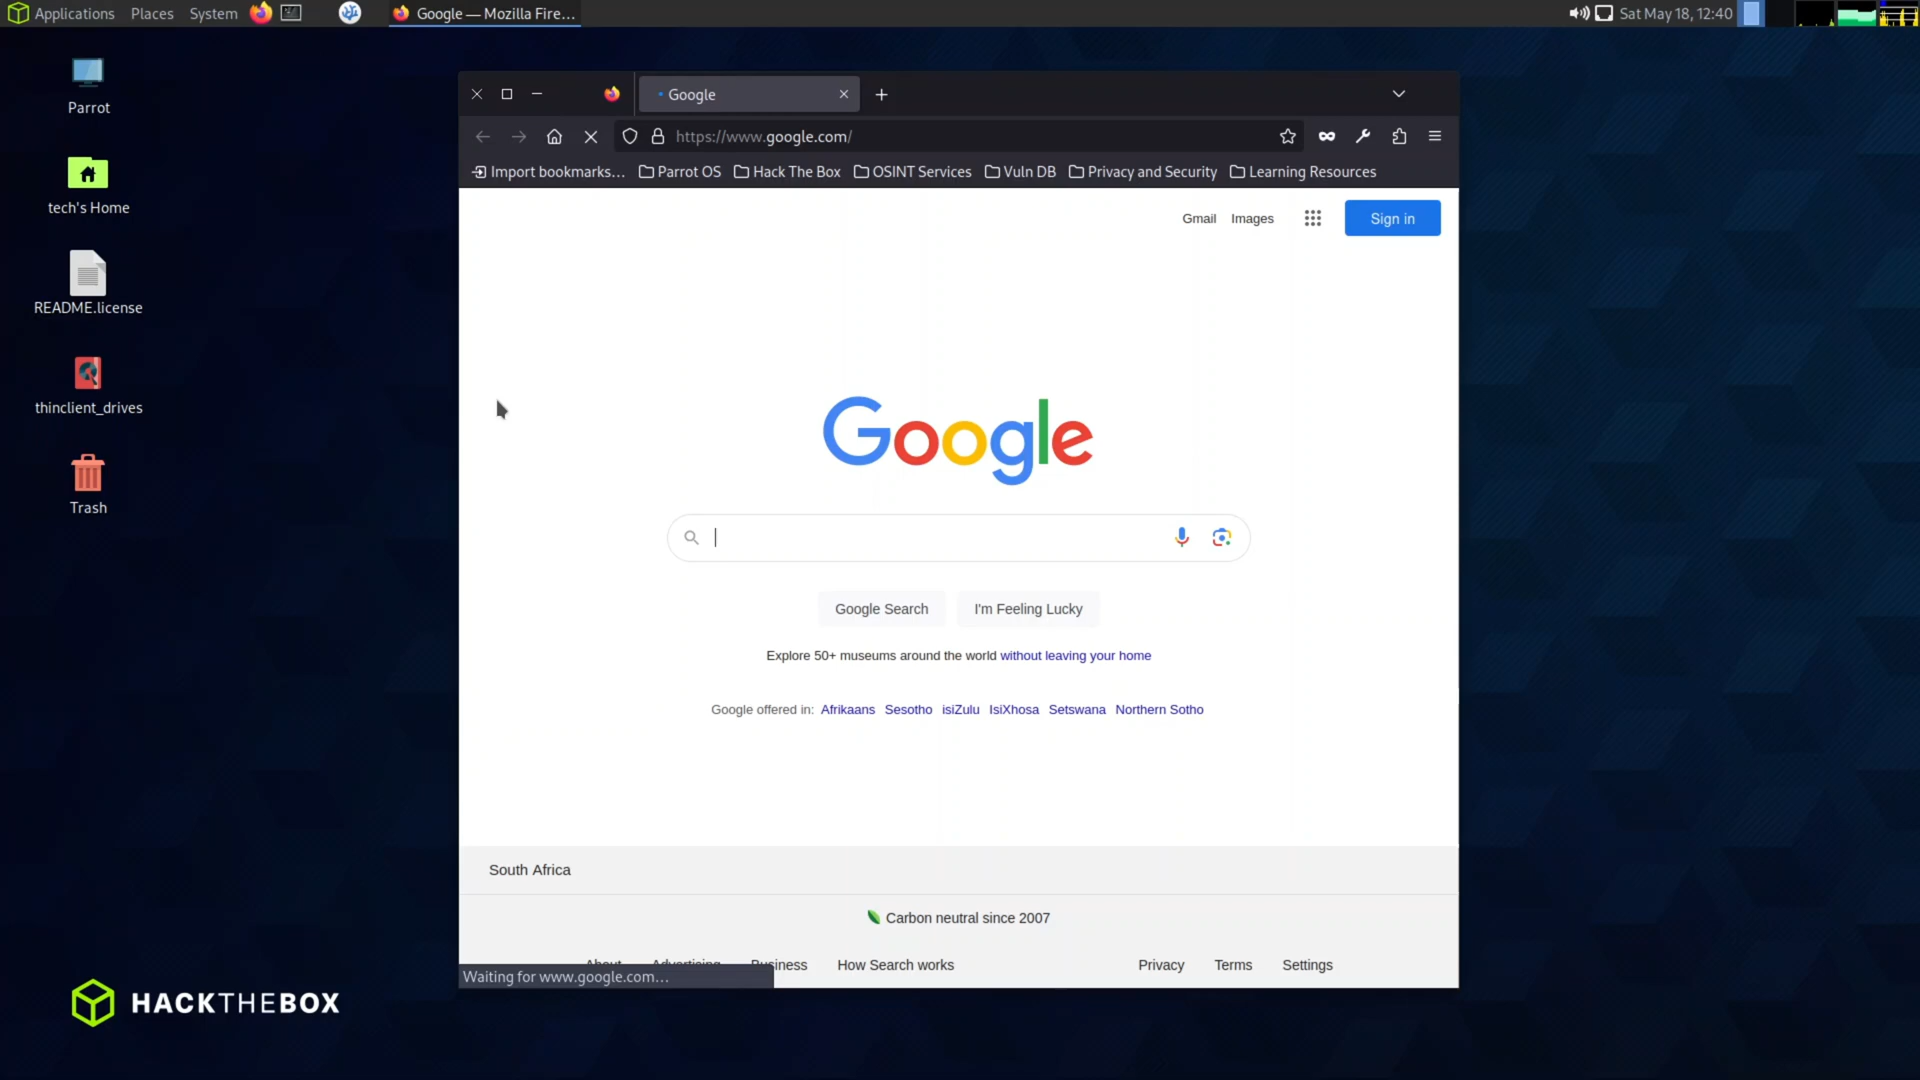 Applications Places System Google — Mozilla Fire... Sat May 18, 12:40
Parrot
tech's Home
README.license
thinclient_drives
Trash
HACKTHEBOX
Google
https://www.google.com/
Import bookmarks... Parrot OS Hack The Box OSINT Services Vuln DB Privacy and Security Learning Resources
Gmail Images Sign in
Google
Google Search I'm Feeling Lucky
Explore 50+ museums around the world without leaving your home
Google offered in: Afrikaans Sesotho isiZulu IsiXhosa Setswana Northern Sotho
South Africa
Carbon neutral since 2007
About Advertising Business How Search works Privacy Terms Settings
Waiting for www.google.com...